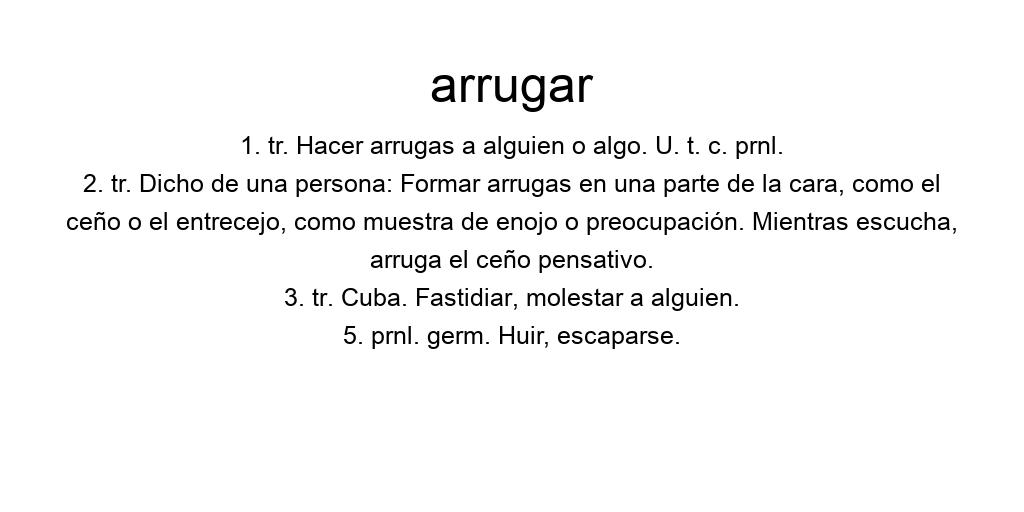 arrugar
1. tr. Hacer arrugas a alguien o algo. U. t. c. prnl.
2. tr. Dicho de una persona: Formar arrugas en una parte de la cara, como el
ceño o el entrecejo, como muestra de enojo o preocupación. Mientras escucha,
arruga el ceño pensativo.
3. tr. Cuba. Fastidiar, molestar a alguien.
5. prnl. germ. Huir, escaparse.